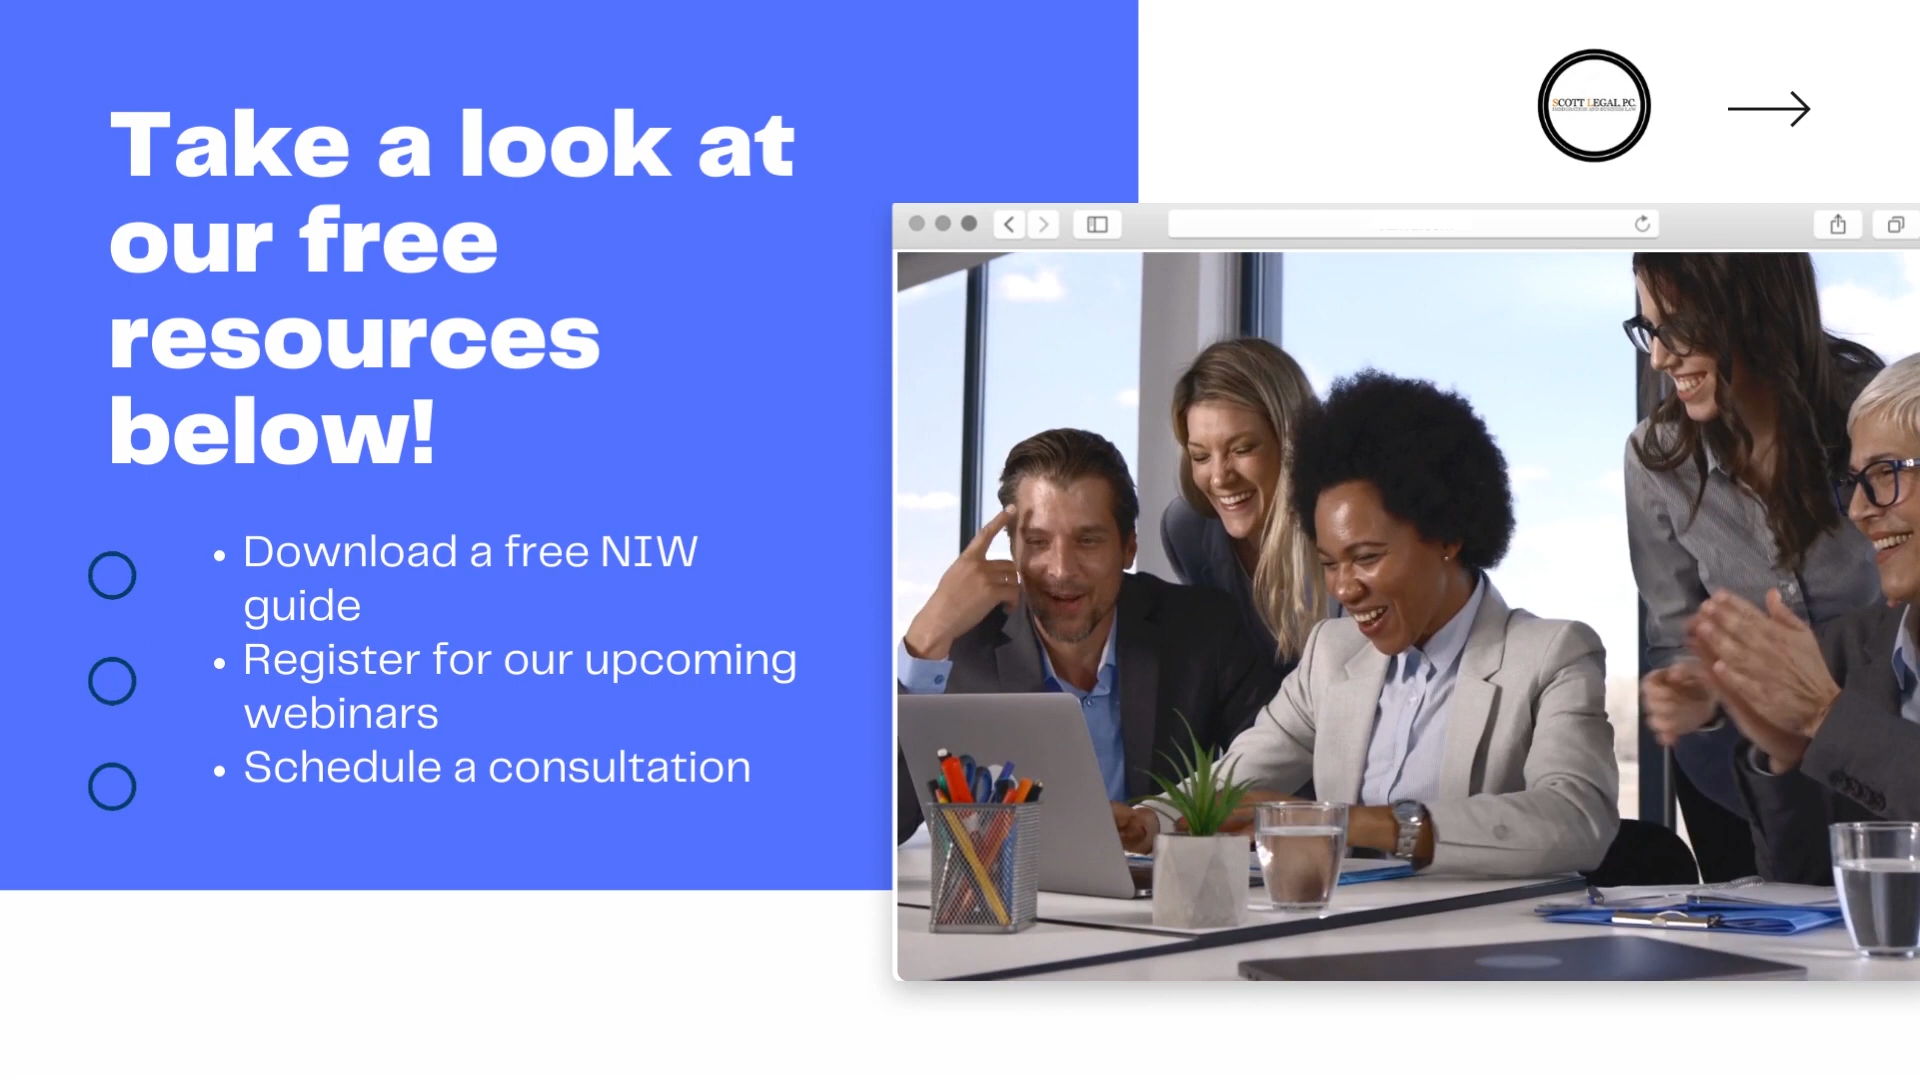 Take a look at
our free
resources
below!
• Download a free NIW
guide
• Register for our upcoming
webinars
• Schedule a consultation
SCOTT LEGAL P.C.